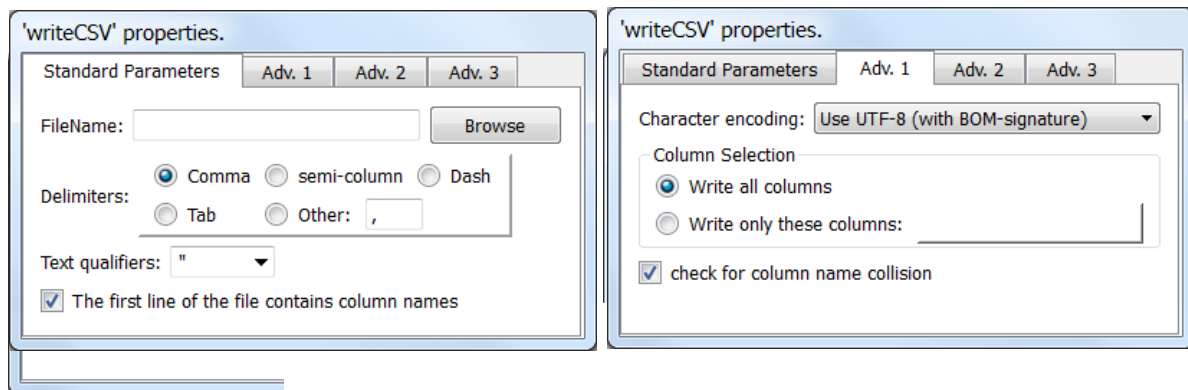 'writeCSV' properties.
Standard Parameters Adv. 1 Adv. 2 Adv. 3
FileName: Browse
Delimiters:
Comma semi-column Dash
Tab Other: ,
Text qualifiers: "
The first line of the file contains column names
'writeCSV' properties.
Standard Parameters Adv. 1 Adv. 2 Adv. 3
Character encoding: Use UTF-8 (with BOM-signature)
Column Selection
Write all columns
Write only these columns:
check for column name collision